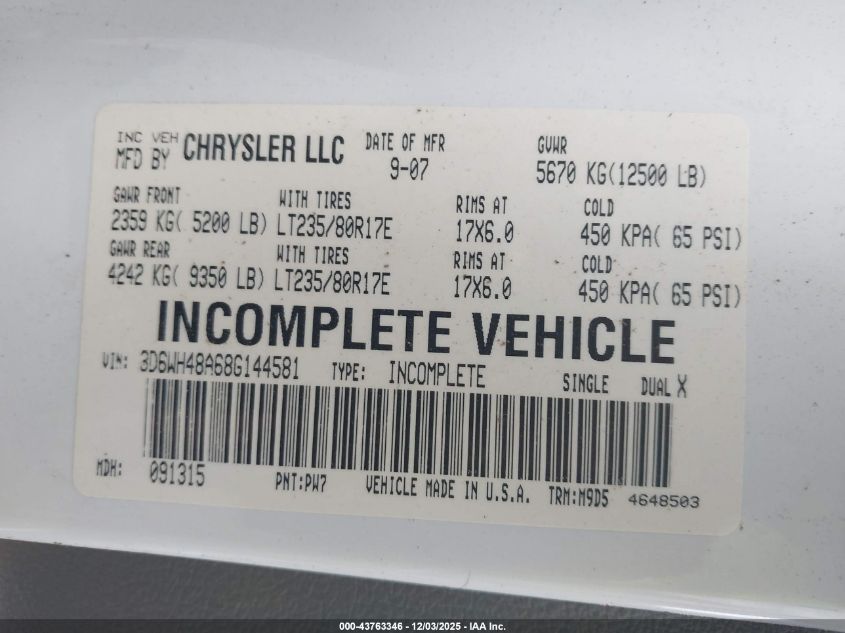 INC VEH MFD BY CHRYSLER LLC DATE OF MFR 9-07 GVWR 5670 KG(12500 LB)
GAWR FRONT WITH TIRES RIMS AT COLD
2359 KG( 5200 LB) LT235/80R17E 17X6.0 450 KPA( 65 PSI)
GAWR REAR WITH TIRES RIMS AT COLD
4242 KG( 9350 LB) LT235/80R17E 17X6.0 450 KPA( 65 PSI)
INCOMPLETE VEHICLE
VIN: 3D6WH48A68G144581 TYPE: INCOMPLETE SINGLE DUAL X
MDH: 091315 PNT:PW7 VEHICLE MADE IN U.S.A. TRM:M9D5 4648503
000-43763346 - 12/03/2025 - IAA Inc.